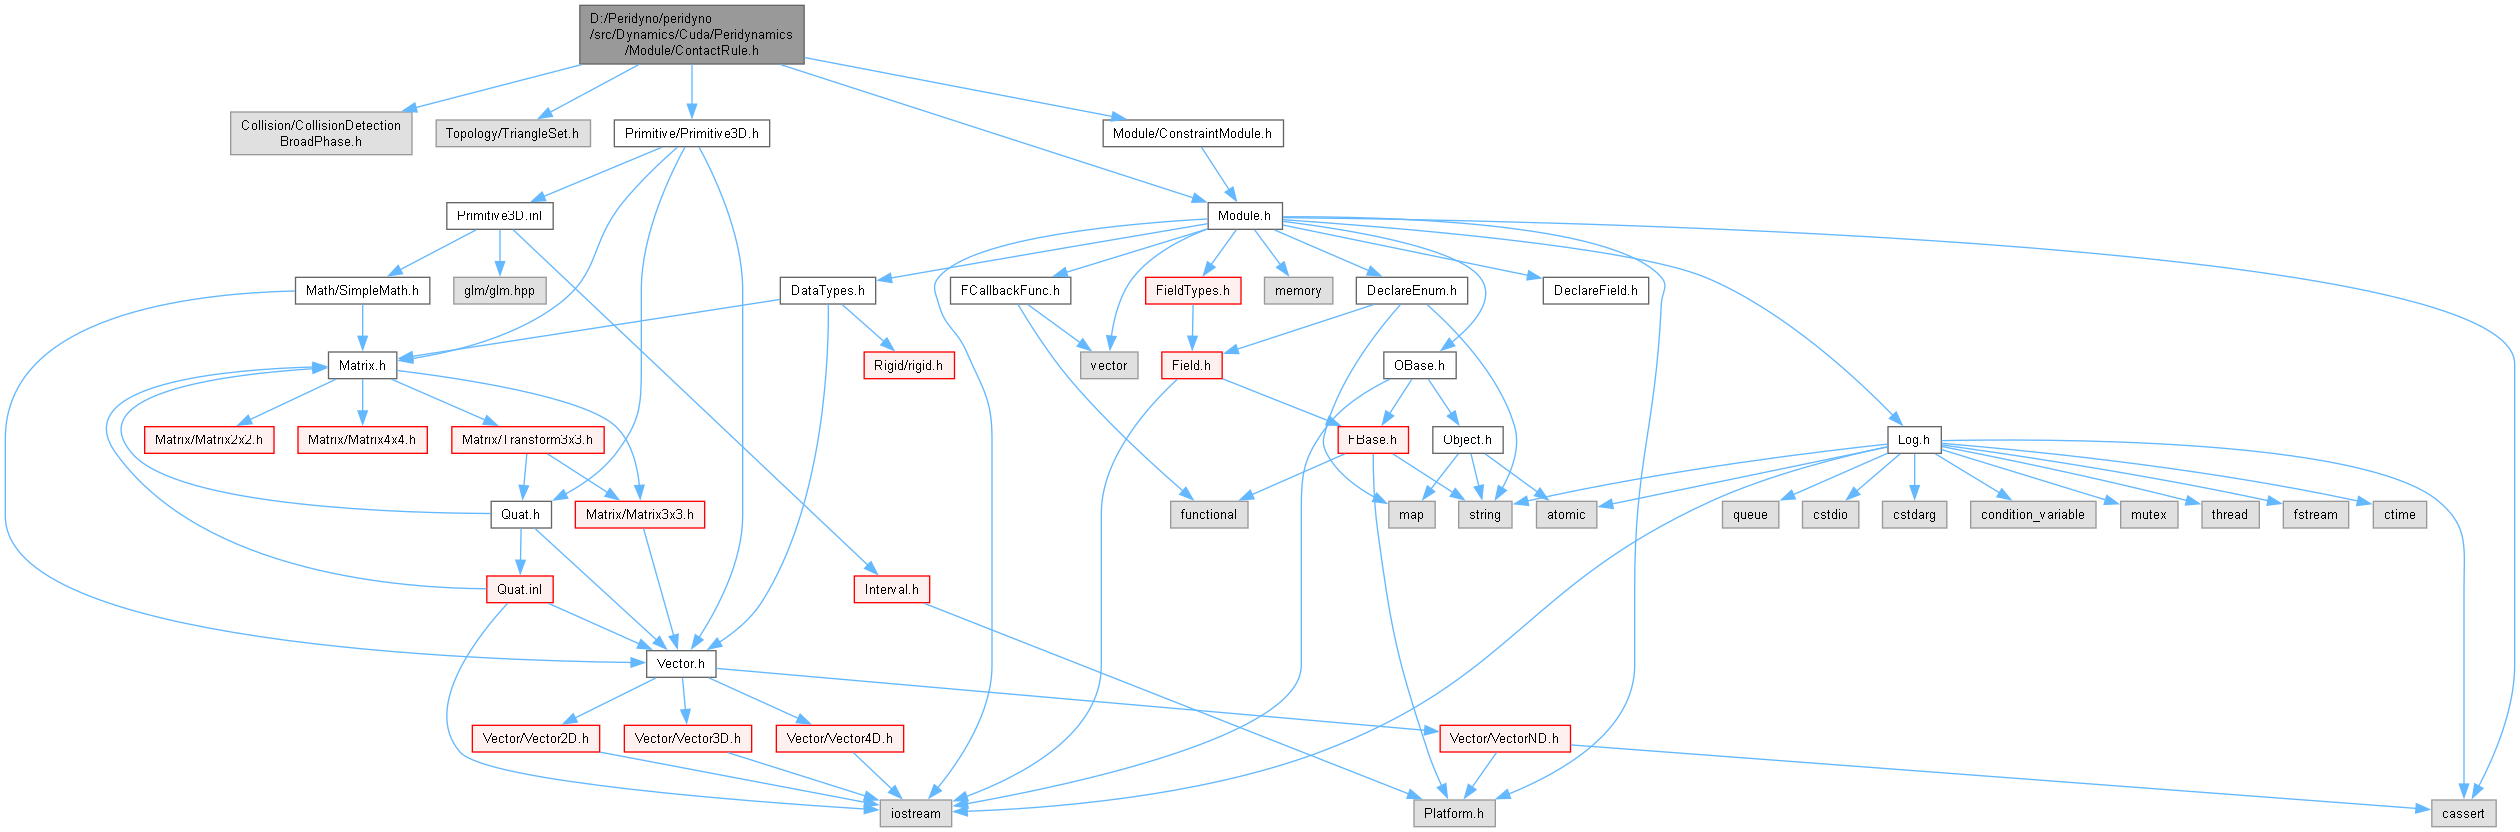 D:/Peridyno/peridyno
/src/Dynamics/Cuda/Peridynamics
/Module/ContactRule.h
Collision/CollisionDetection
BroadPhase.h
Topology/TriangleSet.h
Primitive/Primitive3D.h
Module/ConstraintModule.h
Primitive3D.inl
Module.h
Math/SimpleMath.h
glm/glm.hpp
DataTypes.h
FCallbackFunc.h
FieldTypes.h
memory
DeclareEnum.h
DeclareField.h
Matrix.h
Rigid/rigid.h
vector
Field.h
OBase.h
Matrix/Matrix2x2.h
Matrix/Matrix4x4.h
Matrix/Transform3x3.h
FBase.h
Object.h
Log.h
Quat.h
Matrix/Matrix3x3.h
functional
map
string
atomic
queue
cstdio
cstdarg
condition_variable
mutex
thread
fstream
ctime
Quat.inl
Interval.h
Vector.h
Vector/Vector2D.h
Vector/Vector3D.h
Vector/Vector4D.h
Vector/VectorND.h
iostream
Platform.h
cassert